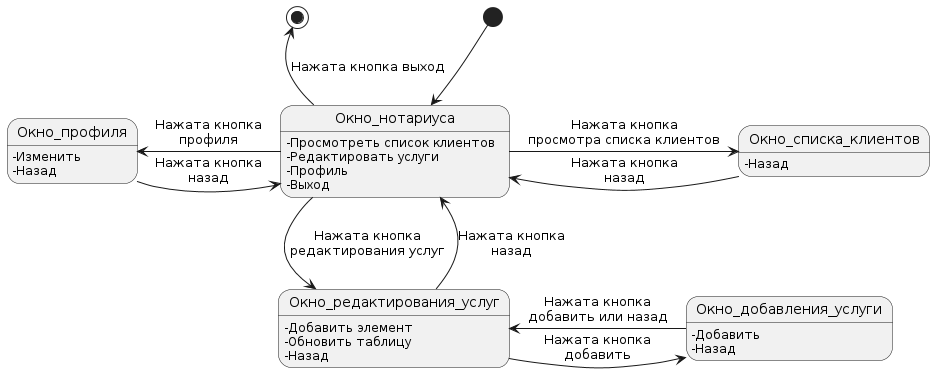 Нажата кнопка выход
Окно_нотариуса
-Просмотреть список клиентов
-Редактировать услуги
-Профиль
-Выход
Окно_профиля
-Изменить
-Назад
Нажата кнопка
профиля
Нажата кнопка
назад
Нажата кнопка
просмотра списка клиентов
Нажата кнопка
назад
Окно_списка_клиентов
-Назад
Нажата кнопка
редактирования услуг
Нажата кнопка
назад
Окно_редактирования_услуг
-Добавить элемент
-Обновить таблицу
-Назад
Нажата кнопка
добавить или назад
Нажата кнопка
добавить
Окно_добавления_услуги
-Добавить
-Назад